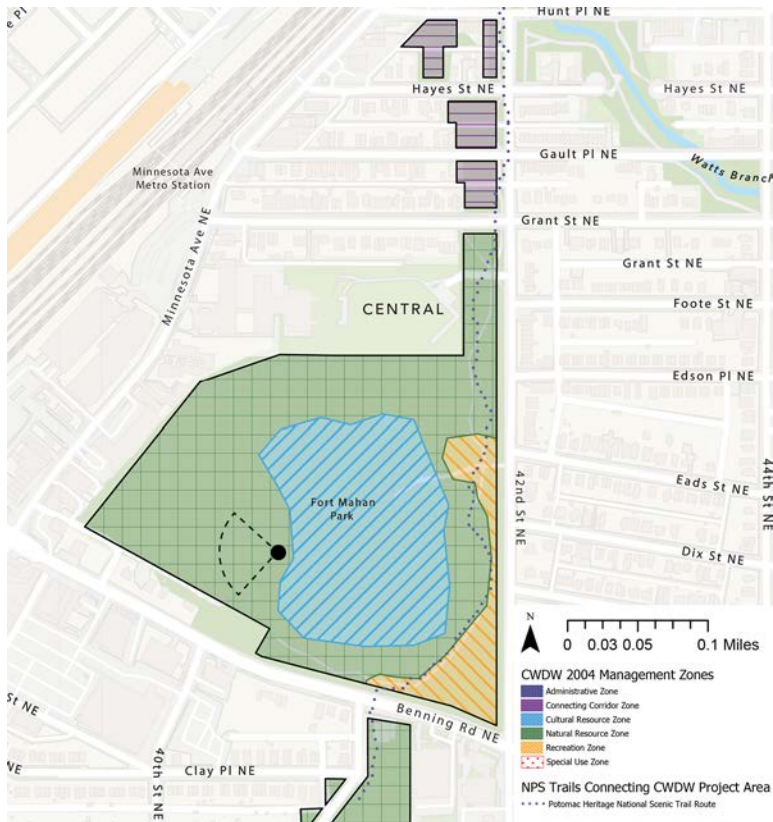 Hunt Pl NE
e Pl
Hayes St NE
Hayes St NE
Gault Pl NE
Watts Branch
Minnesota Ave
Metro Station
Minnesota Ave NE
Grant St NE
Grant St NE
CENTRAL
Foote St NE
Edson Pl NE
44th St NE
Eads St NE
42nd St NE
Fort Mahan
Park
Dix St NE
N
0 0.03 0.05 0.1 Miles
CWDW 2004 Management Zones
Administrative Zone
Connecting Corridor Zone
Cultural Resource Zone
Natural Resource Zone
Recreation Zone
Special Use Zone
NPS Trails Connecting CWDW Project Area
Potomac Heritage National Scenic Trail Route
Benning Rd NE
St NE
40th St NE
Clay Pl NE
NE